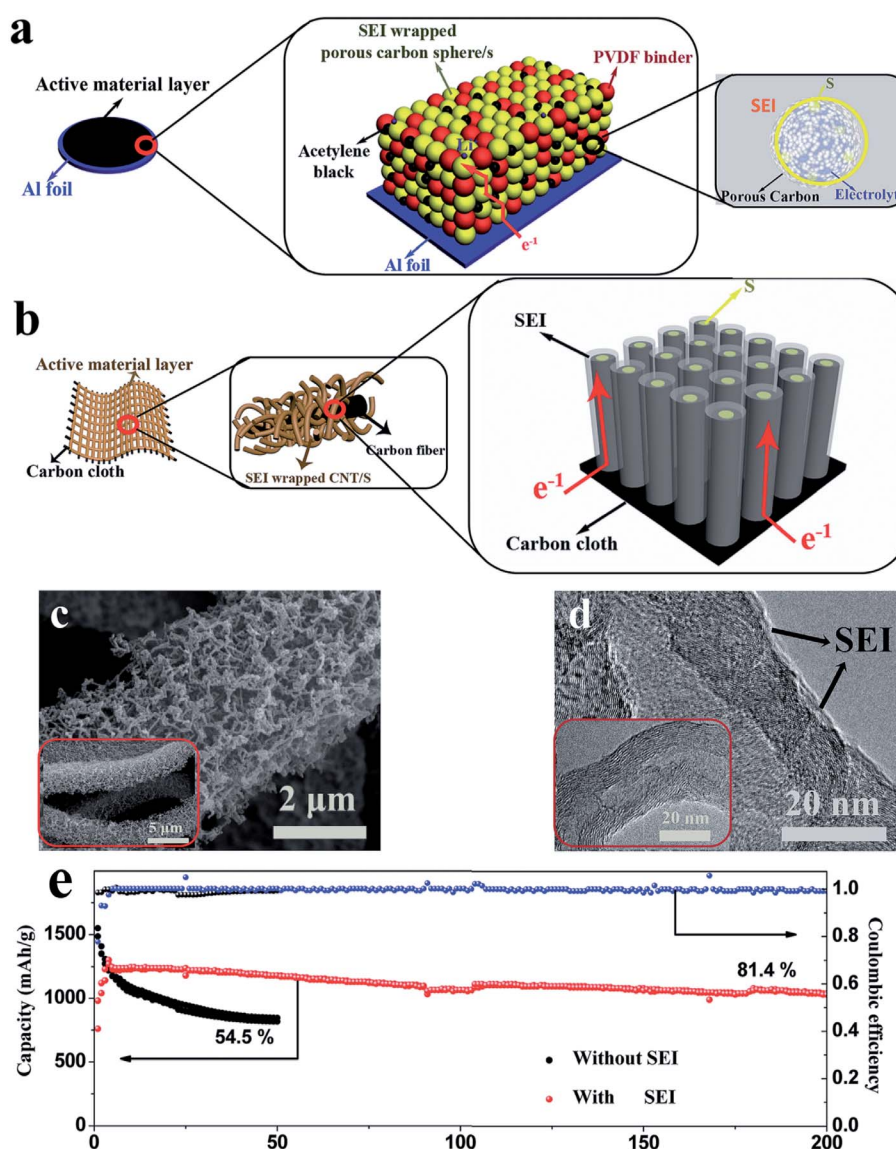 a
SEI wrapped
porous carbon sphere/s
PVDF binder
Active material layer
Al foil
Acetylene
black
Li
e⁻¹
Al foil
S
SEI
Porous Carbon
Electrolyt
b
Active material layer
Carbon cloth
Carbon fiber
SEI wrapped CNT/S
S
SEI
e⁻¹
e⁻¹
Carbon cloth
c
5 μm
2 μm
d
SEI
20 nm
20 nm
e
Capacity (mAh/g)
1500
1250
1000
750
500
250
0
54.5 %
81.4 %
Without SEI
With SEI
1.0
0.8
0.6
0.4
0.2
0.0
Coulombic efficiency
0 50 100 150 200